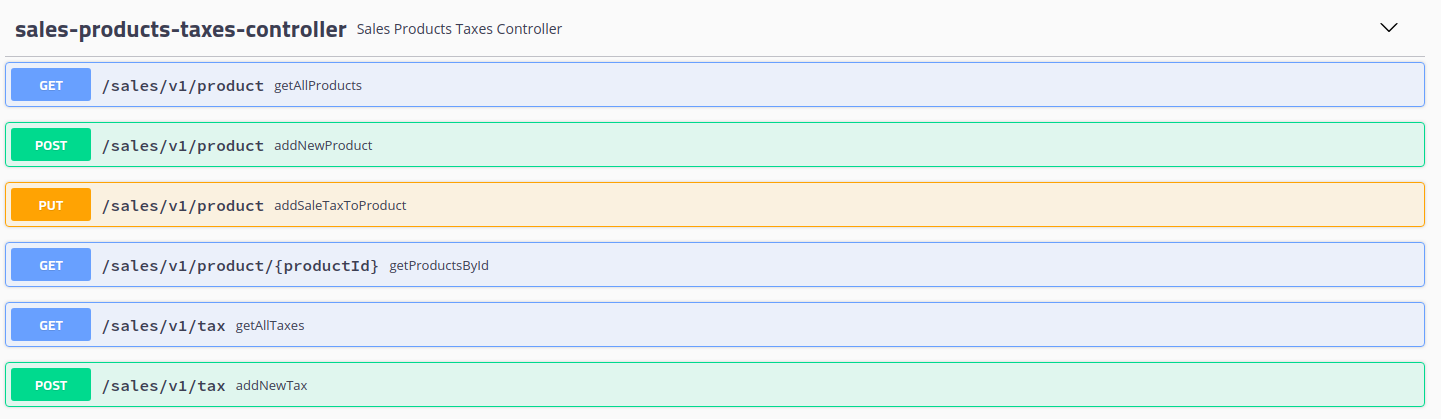 sales-products-taxes-controller Sales Products Taxes Controller
GET /sales/v1/product getAllProducts
POST /sales/v1/product addNewProduct
PUT /sales/v1/product addSaleTaxToProduct
GET /sales/v1/product/{productId} getProductsById
GET /sales/v1/tax getAllTaxes
POST /sales/v1/tax addNewTax